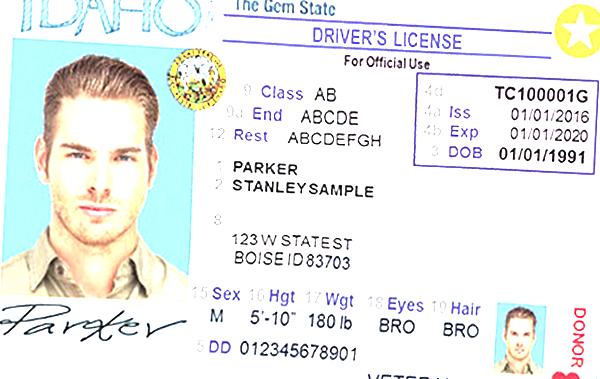 IDAHO
The Gem State
DRIVER'S LICENSE
For Official Use
9 Class AB
9a End ABCDE
12 Rest ABCDEFGH
4d TC100001G
4a Iss 01/01/2016
4b Exp 01/01/2020
3 DOB 01/01/1991
1 PARKER
2 STANLEYSAMPLE
8
123 W STATE ST
BOISE ID 83703
15 Sex 16 Hgt 17 Wgt 18 Eyes 19 Hair
M 5'-10" 180 lb BRO BRO
5 DD 012345678901
Parker
DONOR